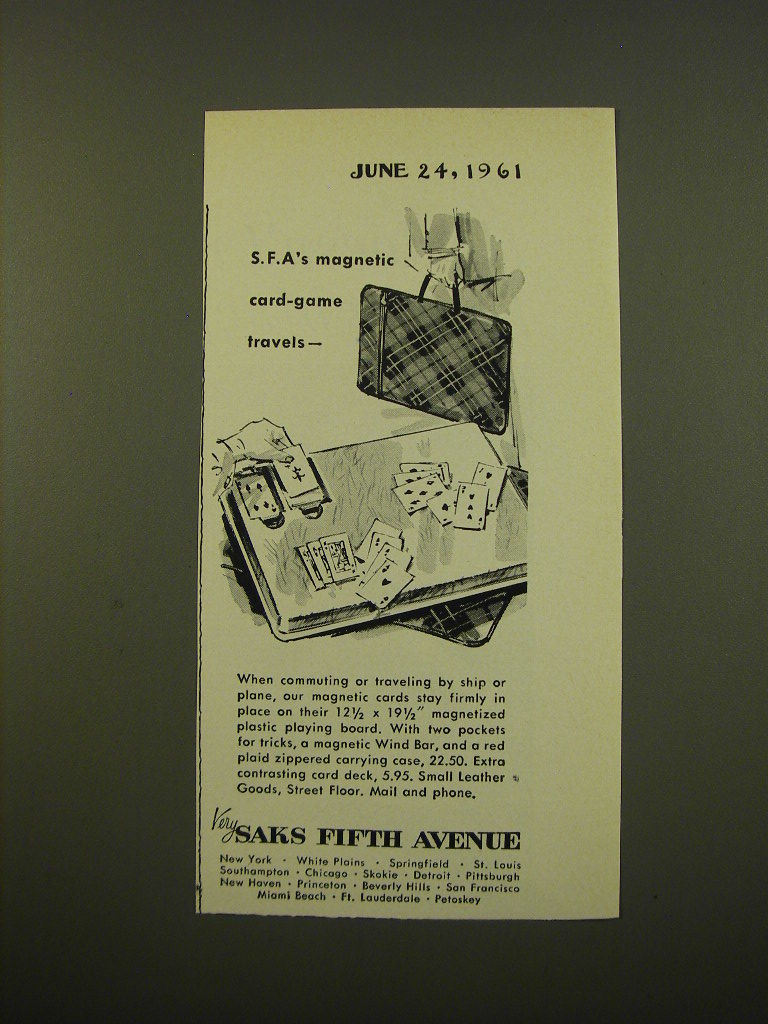 JUNE 24, 1961
S.F.A's magnetic
card-game
travels—
When commuting or traveling by ship or
plane, our magnetic cards stay firmly in
place on their 12½ x 19½" magnetized
plastic playing board. With two pockets
for tricks, a magnetic Wind Bar, and a red
plaid zippered carrying case, 22.50. Extra
contrasting card deck, 5.95. Small Leather
Goods, Street Floor. Mail and phone.
Very SAKS FIFTH AVENUE
New York · White Plains · Springfield · St. Louis
Southampton · Chicago · Skokie · Detroit · Pittsburgh
New Haven · Princeton · Beverly Hills · San Francisco
Miami Beach · Ft. Lauderdale · Petoskey